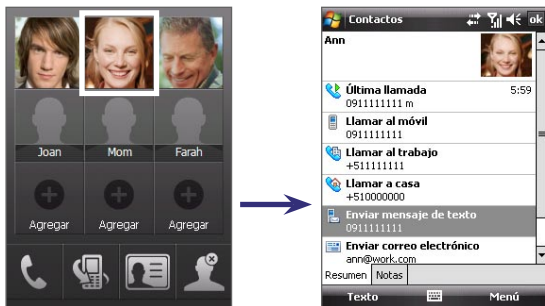 Joan Mom Farah
Agregar Agregar Agregar
Contactos ok
Ann
Última llamada 5:59
0911111111 m
Llamar al móvil
0911111111
Llamar al trabajo
+511111111
Llamar a casa
+510000000
Enviar mensaje de texto
0911111111
Enviar correo electrónico
ann@work.com
Resumen Notas
Texto Menú